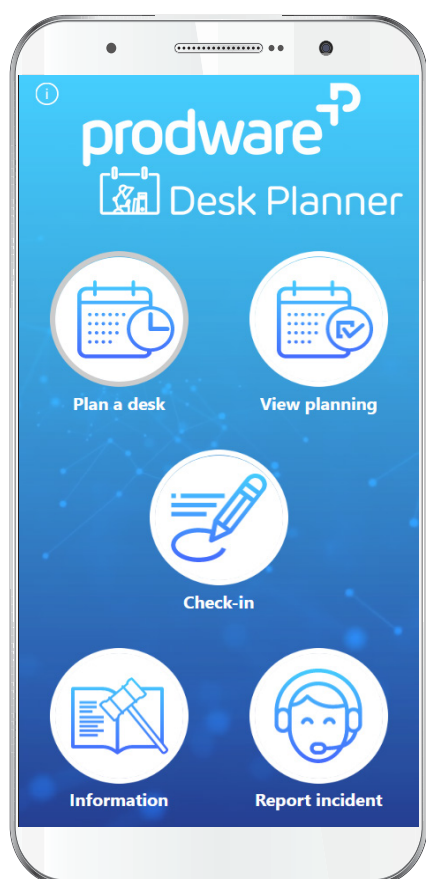 prodware
Desk Planner
Plan a desk
View planning
Check-in
Information
Report incident